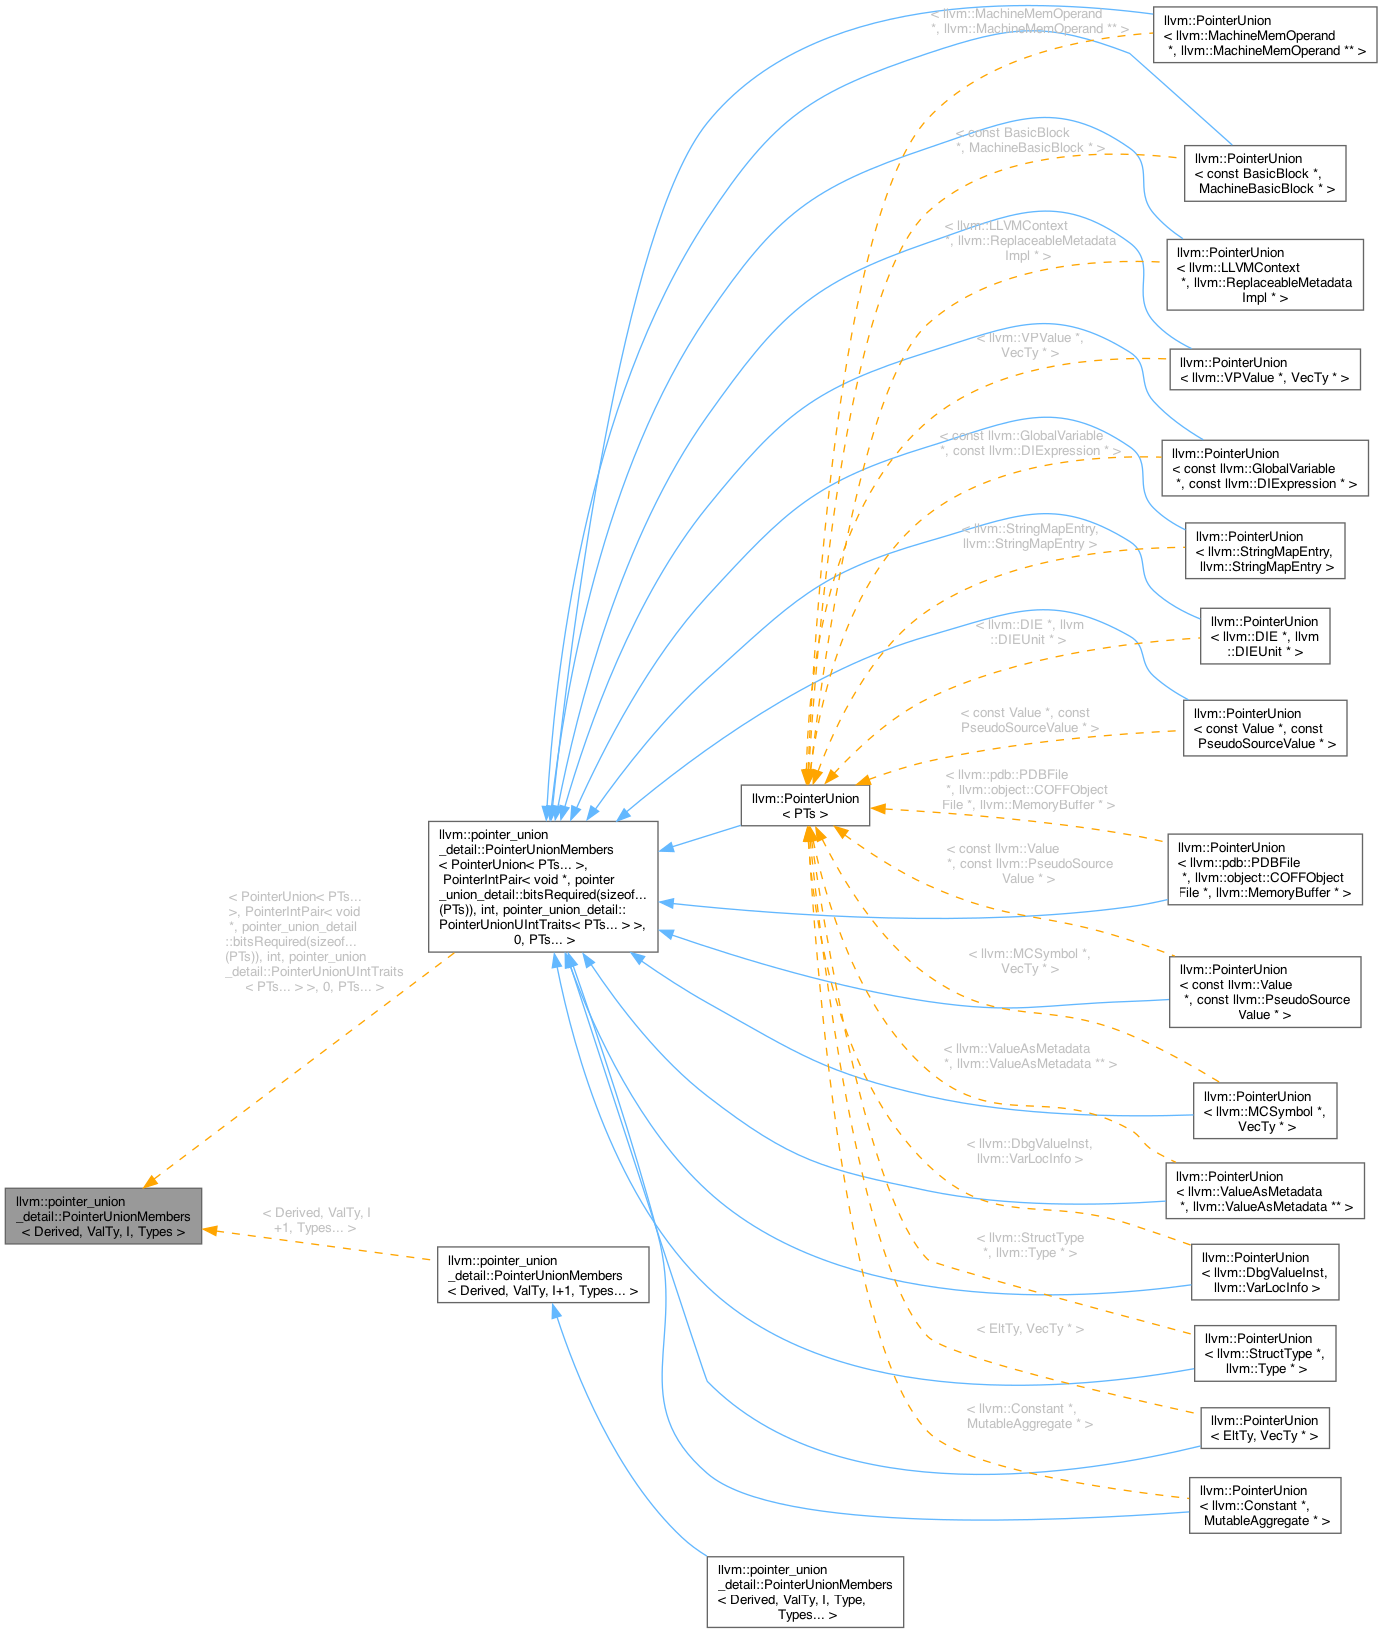 < llvm::MachineMemOperand
*, llvm::MachineMemOperand ** >
llvm::PointerUnion
< llvm::MachineMemOperand
*, llvm::MachineMemOperand ** >
< const BasicBlock
*, MachineBasicBlock * >
llvm::PointerUnion
< const BasicBlock *,
MachineBasicBlock * >
< llvm::LLVMContext
*, llvm::ReplaceableMetadata
Impl * >
llvm::PointerUnion
< llvm::LLVMContext
*, llvm::ReplaceableMetadata
Impl * >
< llvm::VPValue *,
VecTy * >
llvm::PointerUnion
< llvm::VPValue *, VecTy * >
< const llvm::GlobalVariable
*, const llvm::DIExpression * >
llvm::PointerUnion
< const llvm::GlobalVariable
*, const llvm::DIExpression * >
< llvm::StringMapEntry,
llvm::StringMapEntry >
llvm::PointerUnion
< llvm::StringMapEntry,
llvm::StringMapEntry >
< llvm::DIE *, llvm
::DIEUnit * >
llvm::PointerUnion
< llvm::DIE *, llvm
::DIEUnit * >
< const Value *, const
PseudoSourceValue * >
llvm::PointerUnion
< const Value *, const
PseudoSourceValue * >
llvm::PointerUnion
< PTs >
< llvm::pdb::PDBFile
*, llvm::object::COFFObject
File *, llvm::MemoryBuffer * >
llvm::PointerUnion
< llvm::pdb::PDBFile
*, llvm::object::COFFObject
File *, llvm::MemoryBuffer * >
llvm::pointer_union
_detail::PointerUnionMembers
< PointerUnion< PTs... >,
PointerIntPair< void *, pointer
_union_detail::bitsRequired(sizeof...
(PTs)), int, pointer_union_detail::
PointerUnionUIntTraits< PTs... > >,
0, PTs... >
< const llvm::Value
*, const llvm::PseudoSource
Value * >
llvm::PointerUnion
< const llvm::Value
*, const llvm::PseudoSource
Value * >
< PointerUnion< PTs...
>, PointerIntPair< void
*, pointer_union_detail
::bitsRequired(sizeof...
(PTs)), int, pointer_union
_detail::PointerUnionUIntTraits
< PTs... > >, 0, PTs... >
< llvm::MCSymbol *,
VecTy * >
llvm::PointerUnion
< llvm::MCSymbol *,
VecTy * >
< llvm::ValueAsMetadata
*, llvm::ValueAsMetadata ** >
llvm::PointerUnion
< llvm::ValueAsMetadata
*, llvm::ValueAsMetadata ** >
< llvm::DbgValueInst,
llvm::VarLocInfo >
llvm::PointerUnion
< llvm::DbgValueInst,
llvm::VarLocInfo >
llvm::pointer_union
_detail::PointerUnionMembers
< Derived, ValTy, I, Types >
< Derived, ValTy, I
+1, Types... >
llvm::pointer_union
_detail::PointerUnionMembers
< Derived, ValTy, I+1, Types... >
< llvm::StructType
*, llvm::Type * >
llvm::PointerUnion
< llvm::StructType *,
llvm::Type * >
< EltTy, VecTy * >
llvm::PointerUnion
< EltTy, VecTy * >
< llvm::Constant *,
MutableAggregate * >
llvm::PointerUnion
< llvm::Constant *,
MutableAggregate * >
llvm::pointer_union
_detail::PointerUnionMembers
< Derived, ValTy, I, Type,
Types... >